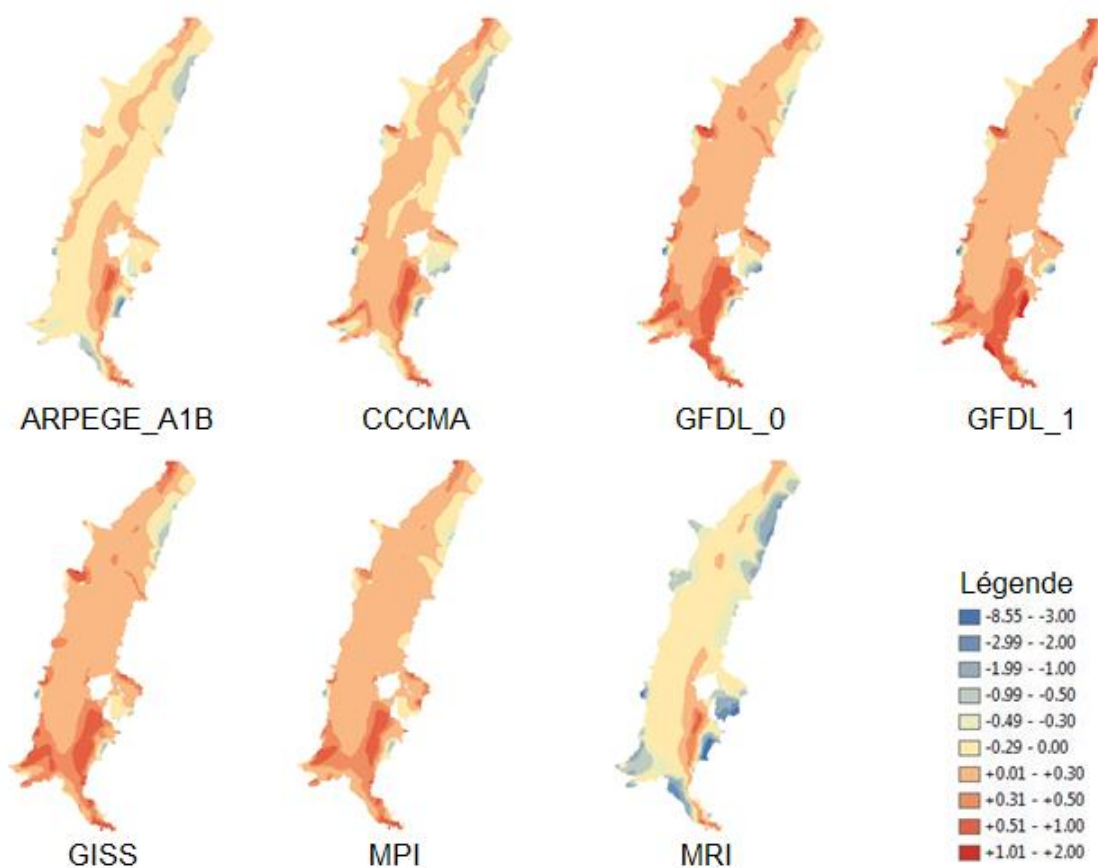 ARPEGE_A1B
CCCMA
GFDL_0
GFDL_1
GISS
MPI
MRI
Légende
-8.55 - -3.00
-2.99 - -2.00
-1.99 - -1.00
-0.99 - -0.50
-0.49 - -0.30
-0.29 - 0.00
+0.01 - +0.30
+0.31 - +0.50
+0.51 - +1.00
+1.01 - +2.00